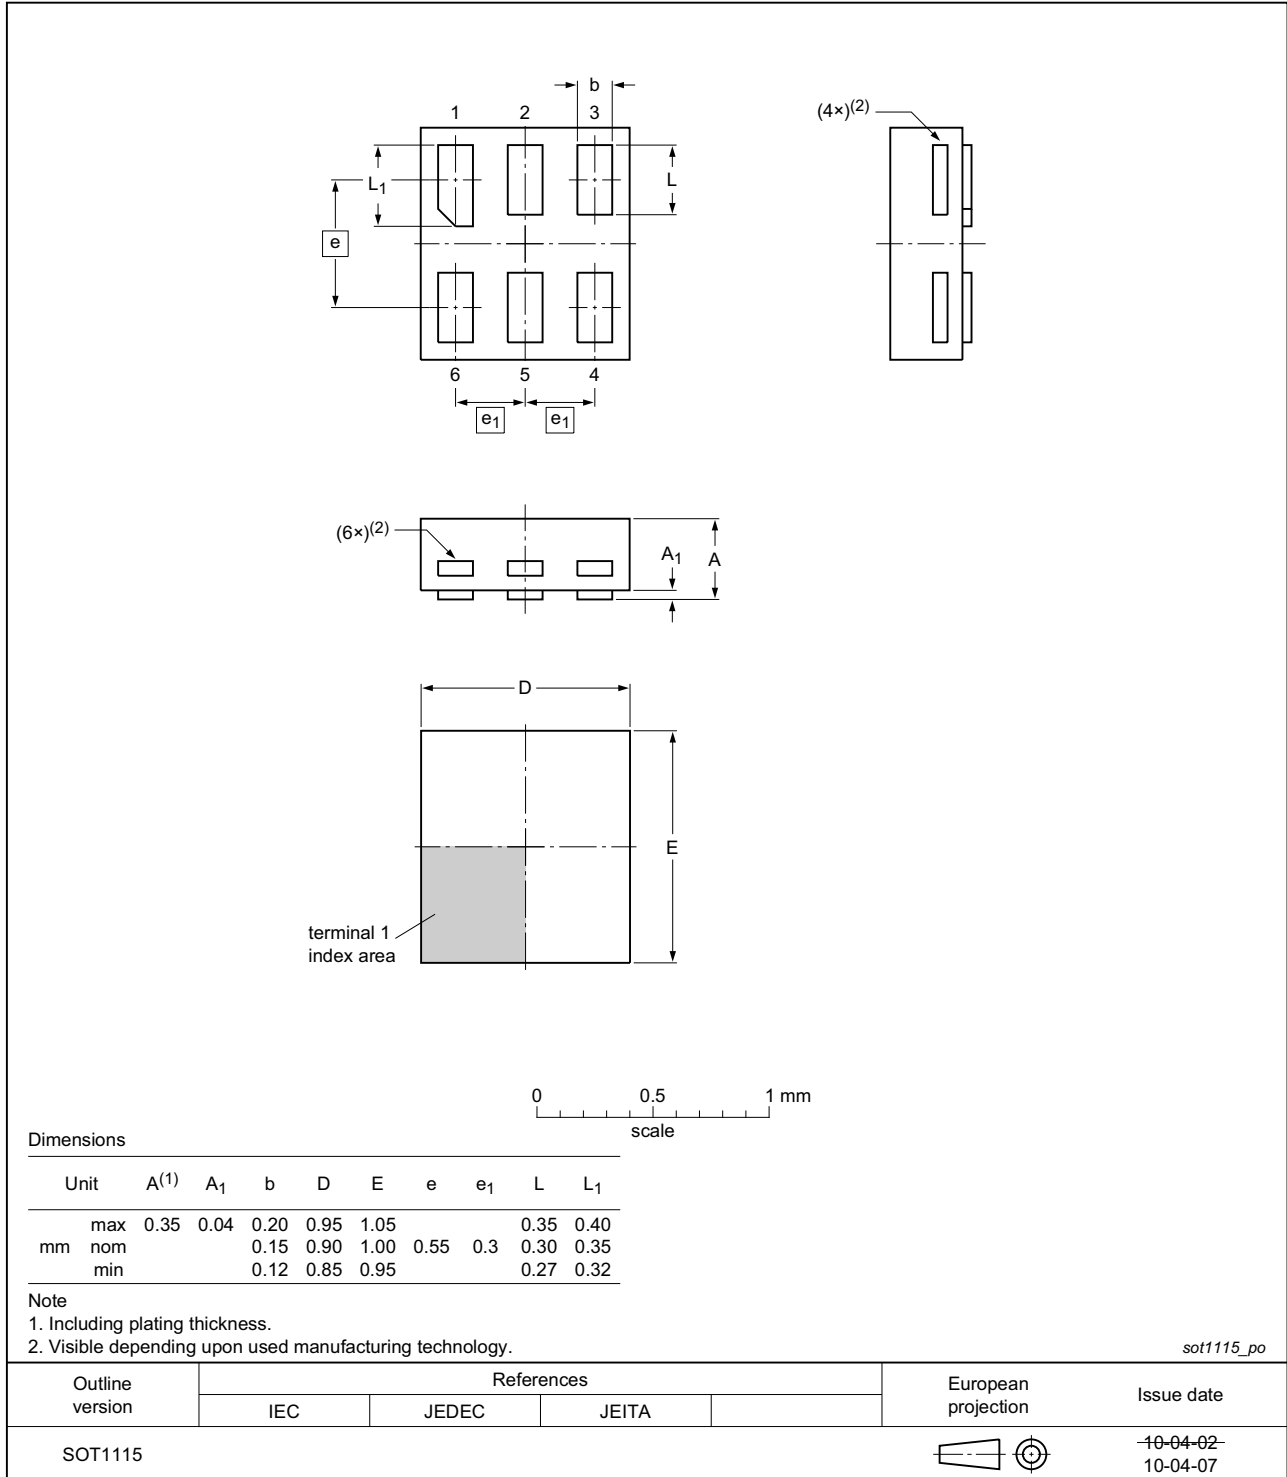 b
1 2 3
(4×)(2)
L1
L
e
6 5 4
e1 e1
(6×)(2)
A1 A
D
E
terminal 1
index area
0 0.5 1 mm
scale
Dimensions
Unit A(1) A1 b D E e e1 L L1
max 0.35 0.04 0.20 0.95 1.05 0.35 0.40
mm nom 0.15 0.90 1.00 0.55 0.3 0.30 0.35
min 0.12 0.85 0.95 0.27 0.32
Note
1. Including plating thickness.
2. Visible depending upon used manufacturing technology.
sot1115_po
Outline
version
References
IEC JEDEC JEITA
European
projection
Issue date
SOT1115
10-04-02
10-04-07